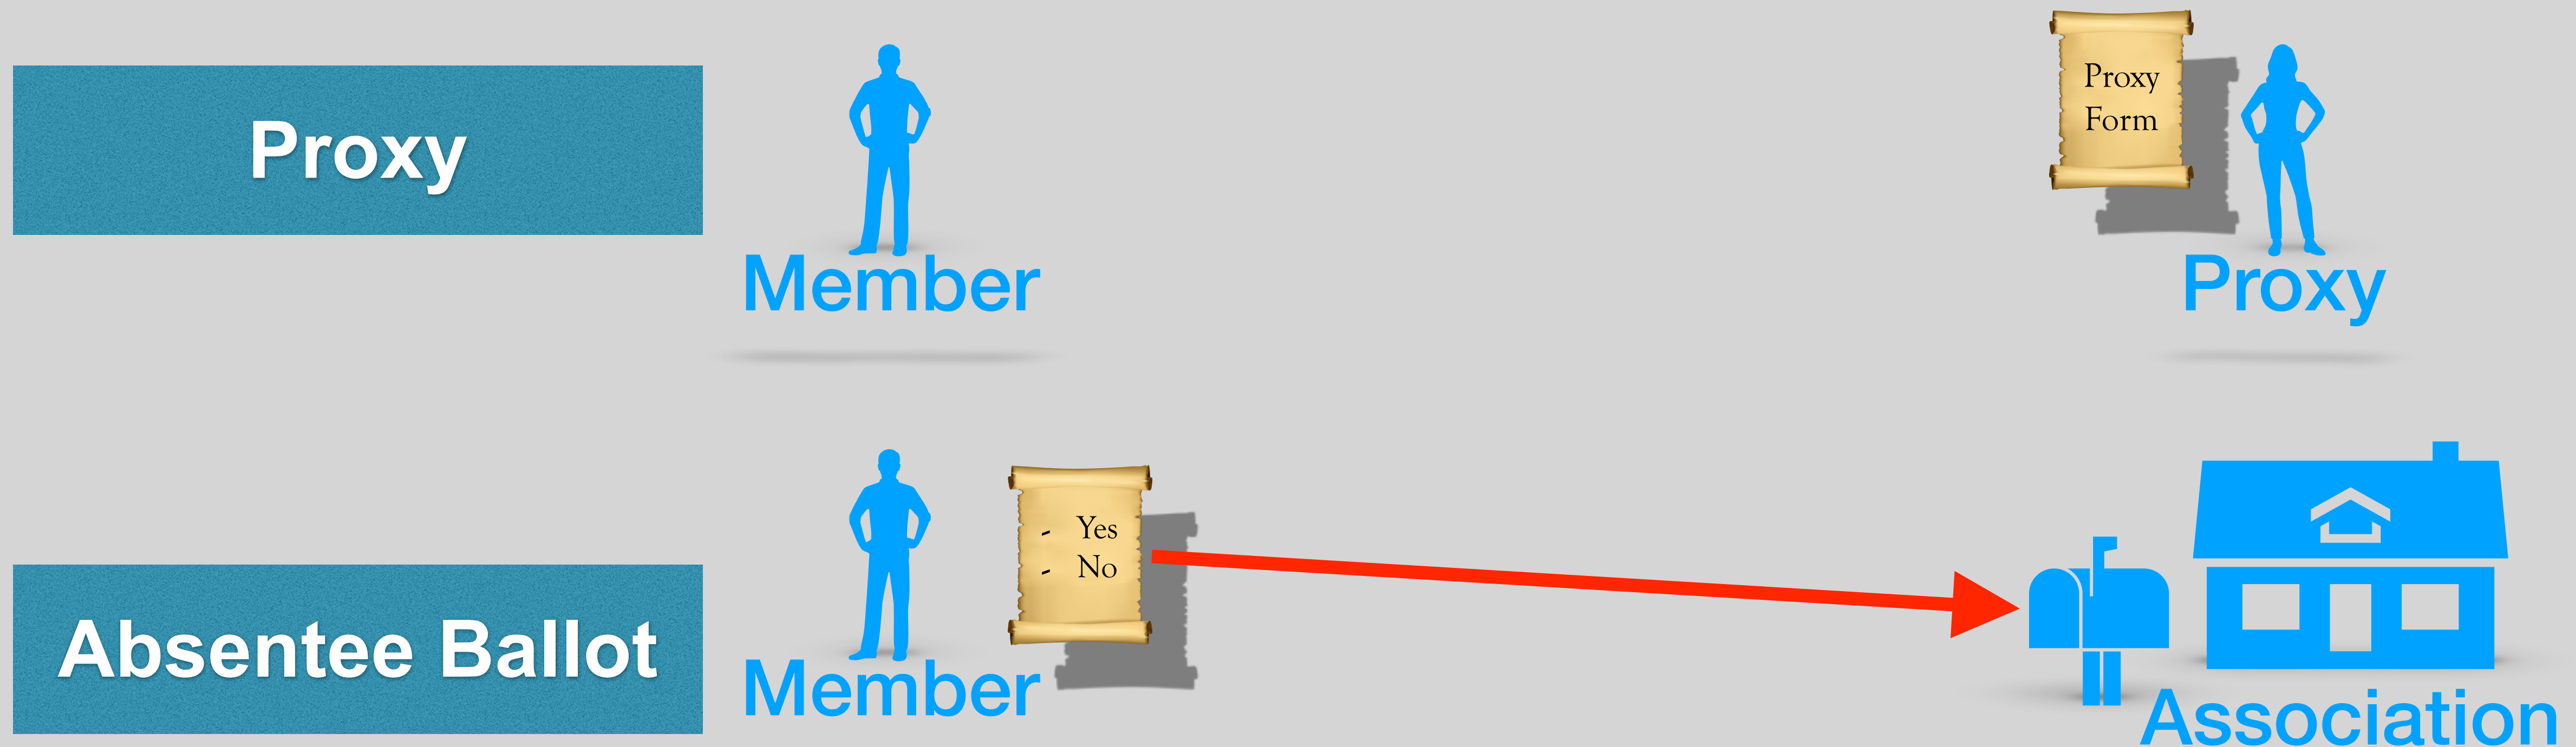 Proxy
Member
Proxy
Form
Proxy
Absentee Ballot
Member
- Yes
- No
Association